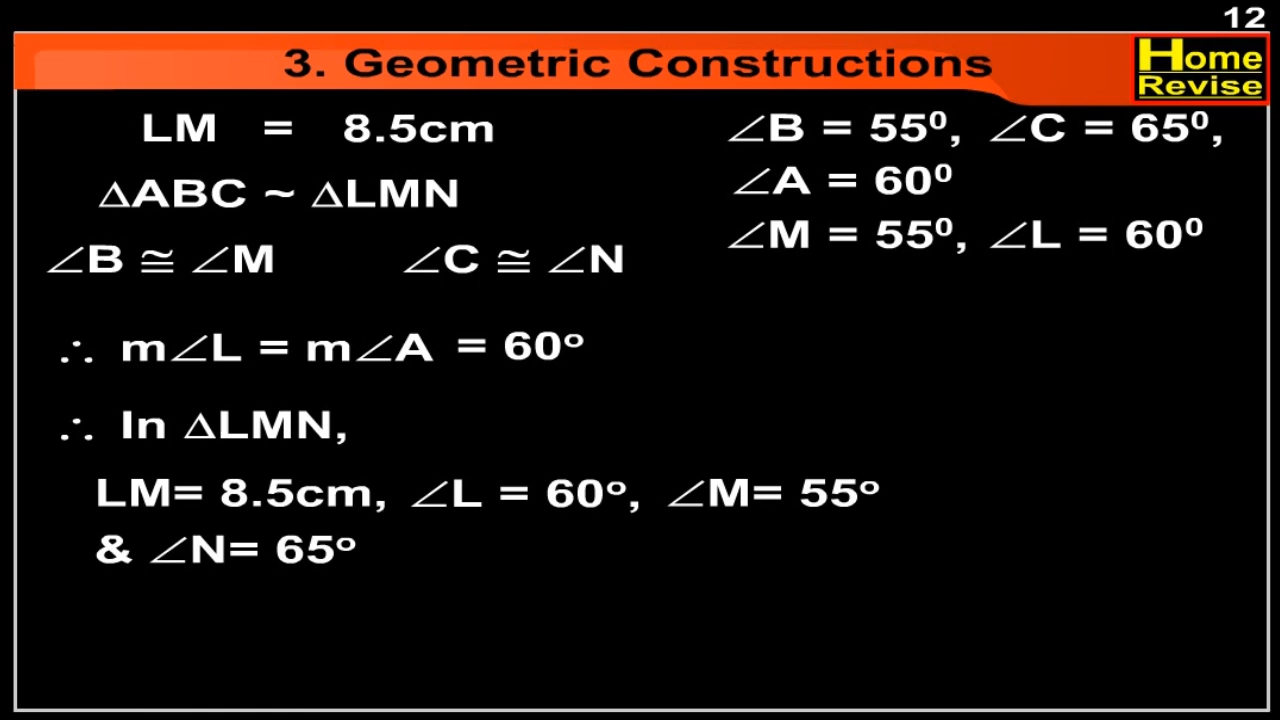 12
3. Geometric Constructions
Home
Revise
LM = 8.5cm
∆ABC ~ ∆LMN
∠B ≅ ∠M ∠C ≅ ∠N
∠B = 55⁰, ∠C = 65⁰,
∠A = 60⁰
∠M = 55⁰, ∠L = 60⁰
∴ m∠L = m∠A = 60ᵒ
∴ In ∆LMN,
LM= 8.5cm, ∠L = 60ᵒ, ∠M= 55ᵒ
& ∠N= 65ᵒ